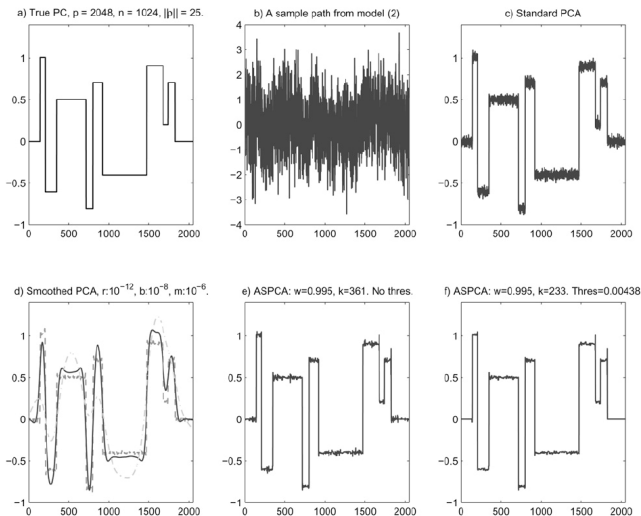 a) True PC, p = 2048, n = 1024, ||ρ|| = 25.
b) A sample path from model (2)
c) Standard PCA
1
0.5
0
−0.5
−1
0 500 1000 1500 2000
4
3
2
1
0
−1
−2
−3
−4
0 500 1000 1500 2000
1
0.5
0
−0.5
−1
0 500 1000 1500 2000
d) Smoothed PCA, r:10⁻¹², b:10⁻⁸, m:10⁻⁶.
e) ASPCA: w=0.995, k=361. No thres.
f) ASPCA: w=0.995, k=233. Thres=0.00438
1
0.5
0
−0.5
−1
0 500 1000 1500 2000
1
0.5
0
−0.5
−1
0 500 1000 1500 2000
1
0.5
0
−0.5
−1
0 500 1000 1500 2000